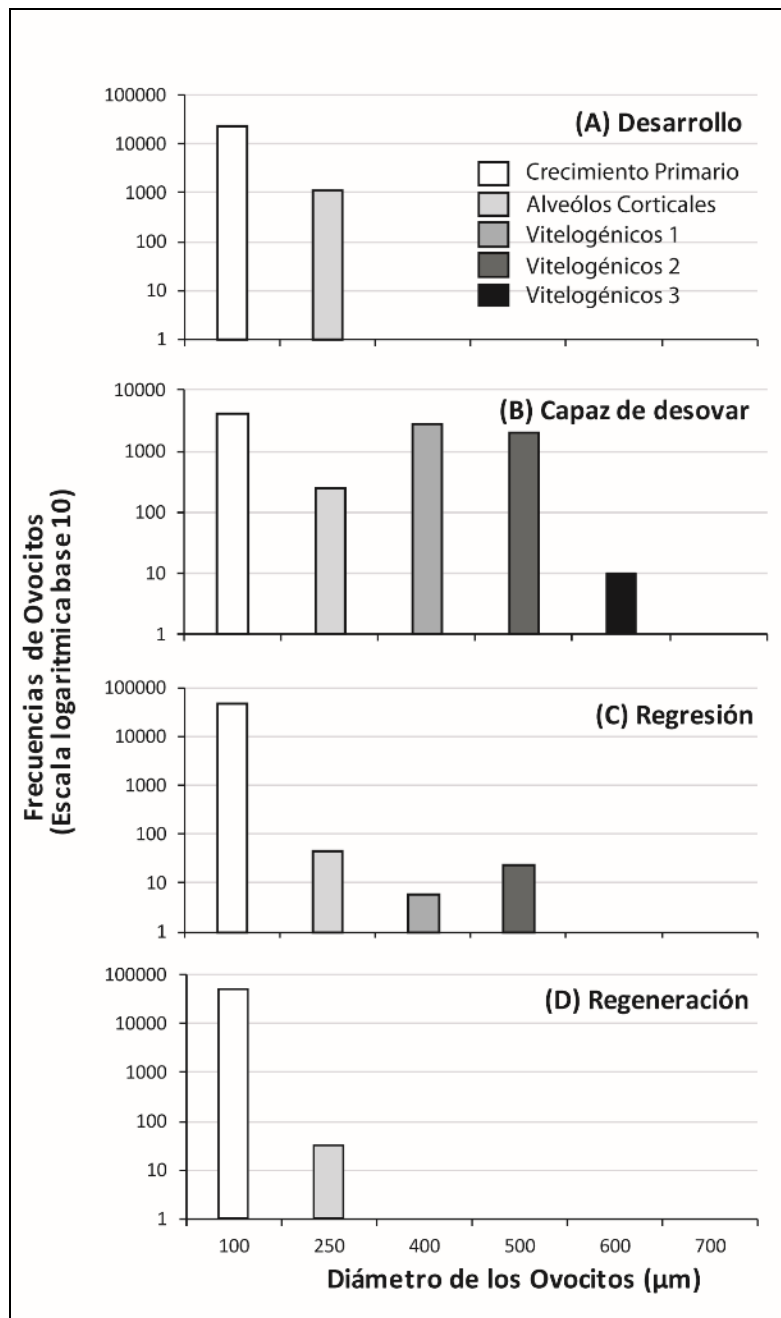 100000
10000
1000
100
10
1
(A) Desarrollo
Crecimiento Primario
Alveólos Corticales
Vitelogénicos 1
Vitelogénicos 2
Vitelogénicos 3
10000
1000
100
10
1
(B) Capaz de desovar
Frecuencias de Ovocitos
(Escala logaritmica base 10)
100000
10000
1000
100
10
1
(C) Regresión
100000
10000
1000
100
10
1
(D) Regeneración
100 250 400 500 600 700
Diámetro de los Ovocitos (μm)